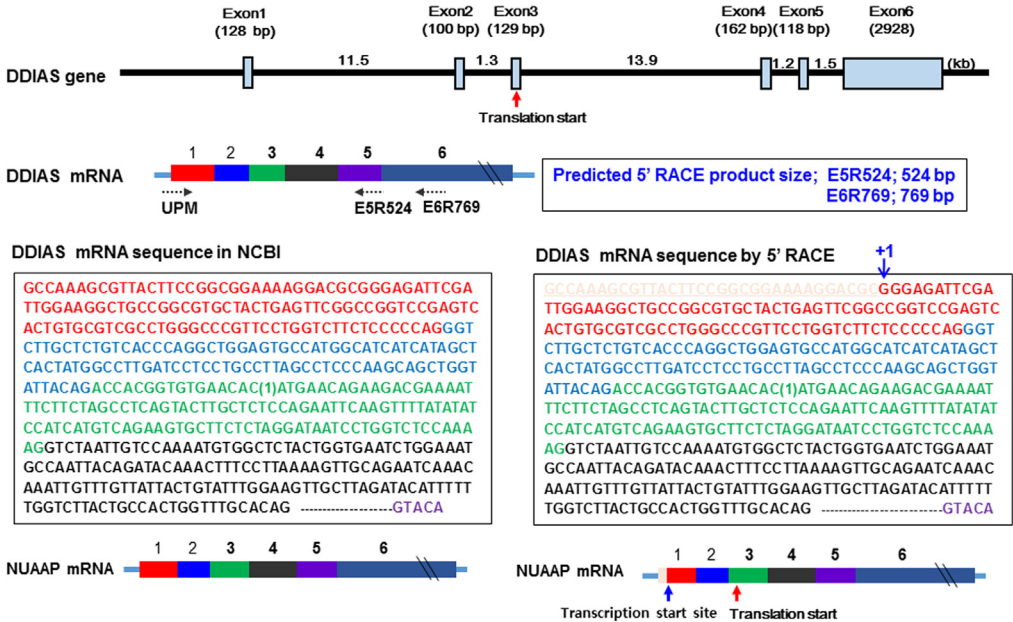 Exon1 Exon2 Exon3 Exon4 Exon5 Exon6
(128 bp) (100 bp) (129 bp) (162 bp) (118 bp) (2928)
DDIAS gene 11.5 1.3 13.9 1.2 1.5 (kb)
Translation start
1 2 3 4 5 6
DDIAS mRNA
UPM E5R524 E6R769
Predicted 5' RACE product size; E5R524; 524 bp
E6R769; 769 bp
DDIAS mRNA sequence in NCBI
GCCAAAGCGTTACTTCCGGCGGAAAAGGACGCGGGAGATTCGA
TTGGAAGGCTGCCGGCGTGCTACTGAGTTCGGCCGGTCCGAGTC
ACTGTGCGTCGCCTGGGCCCGTTCCTGGTCTTCTCCCCCAGGGT
CTTGCTCTGTCACCCAGGCTGGAGTGCCATGGCATCATCATAGCT
CACTATGGCCTTGATCCTCCTGCCTTAGCCTCCCAAGCAGCTGGT
ATTACAGACCACGGTGTGAACAC(1)ATGAACAGAAGACGAAAAT
TTCTTCTAGCCTCAGTACTTGCTCTCCAGAATTCAAGTTTTATATAT
CCATCATGTCAGAAGTGCTTCTCTAGGATAATCCTGGTCTCCAAA
AGGTCTAATTGTCCAAAATGTGGCTCTACTGGTGAATCTGGAAAT
GCCAATTACAGATACAAACTTTCCTTAAAAGTTGCAGAATCAAAC
AAATTGTTTGTTATTACTGTATTTGGAAGTTGCTTAGATACATTTTT
TGGTCTTACTGCCACTGGTTTGCACAG ------------------GTACA
DDIAS mRNA sequence by 5' RACE
+1
GCCAAAGCGTTACTTCCGGCGGAAAAGGACGCGGGAGATTCGA
TTGGAAGGCTGCCGGCGTGCTACTGAGTTCGGCCGGTCCGAGTC
ACTGTGCGTCGCCTGGGCCCGTTCCTGGTCTTCTCCCCCAGGGT
CTTGCTCTGTCACCCAGGCTGGAGTGCCATGGCATCATCATAGCT
CACTATGGCCTTGATCCTCCTGCCTTAGCCTCCCAAGCAGCTGGT
ATTACAGACCACGGTGTGAACAC(1)ATGAACAGAAGACGAAAAT
TTCTTCTAGCCTCAGTACTTGCTCTCCAGAATTCAAGTTTTATATAT
CCATCATGTCAGAAGTGCTTCTCTAGGATAATCCTGGTCTCCAAA
AGGTCTAATTGTCCAAAATGTGGCTCTACTGGTGAATCTGGAAAT
GCCAATTACAGATACAAACTTTCCTTAAAAGTTGCAGAATCAAAC
AAATTGTTTGTTATTACTGTATTTGGAAGTTGCTTAGATACATTTTT
TGGTCTTACTGCCACTGGTTTGCACAG ------------------GTACA
1 2 3 4 5 6
NUAAP mRNA
1 2 3 4 5 6
NUAAP mRNA
Transcription start site Translation start